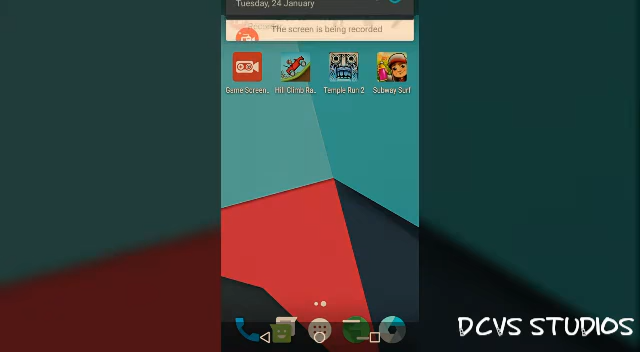 Tuesday, 24 January
The screen is being recorded
Game Screen..
Hill Climb Ra..
Temple Run 2
Subway Surf
DCVS STUDIOS